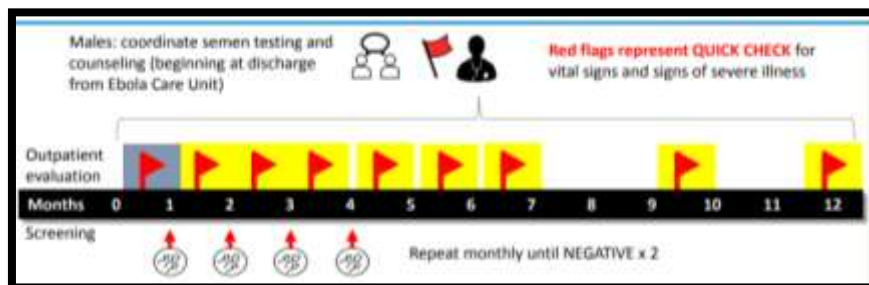 Males: coordinate semen testing and
counseling (beginning at discharge
from Ebola Care Unit)
Red flags represent QUICK CHECK for
vital signs and signs of severe illness
Outpatient
evaluation
Months 0 1 2 3 4 5 6 7 8 9 10 11 12
Screening
Repeat monthly until NEGATIVE x 2